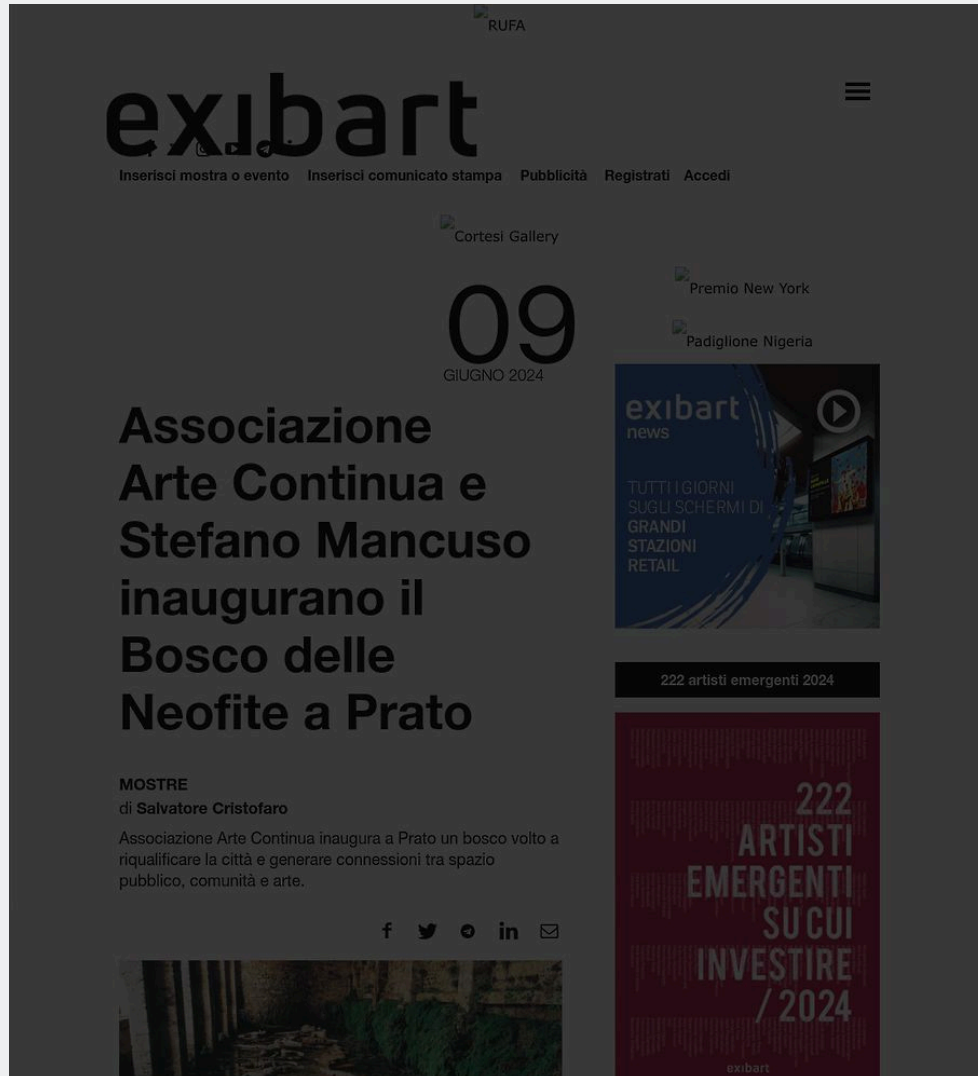 RUFA
exibart
Inserisci mostra o evento Inserisci comunicato stampa Pubblicità Registrati Accedi
Cortesi Gallery
09
GIUGNO 2024
Associazione
Arte Continua e
Stefano Mancuso
inaugurano il
Bosco delle
Neofite a Prato
MOSTRE
di Salvatore Cristofaro
Associazione Arte Continua inaugura a Prato un bosco volto a
riqualificare la città e generare connessioni tra spazio
pubblico, comunità e arte.
Premio New York
Padiglione Nigeria
exibart
news
TUTTI I GIORNI
SUGLI SCHERMI DI
GRANDI
STAZIONI
RETAIL
222 artisti emergenti 2024
222
ARTISTI
EMERGENTI
SU CUI
INVESTIRE
/ 2024
exibart